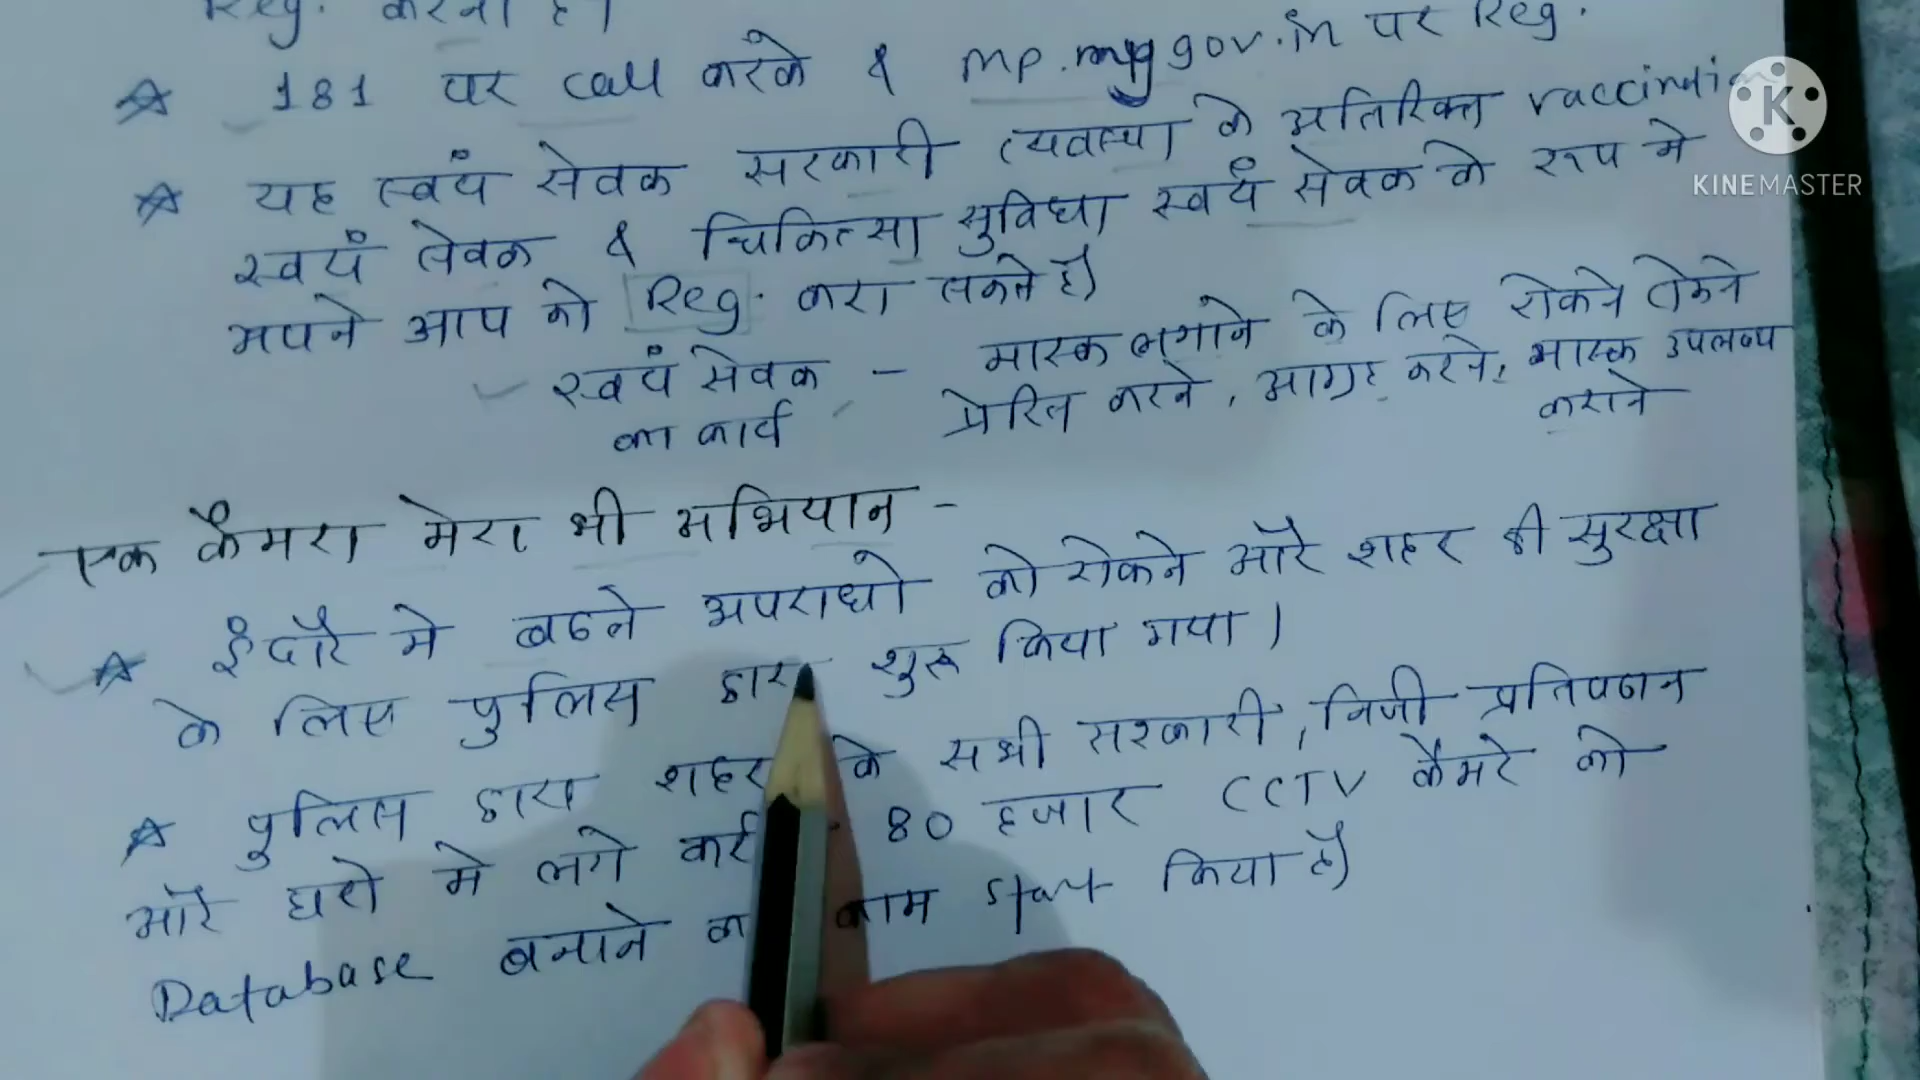 Reg. करना है।
☆ 181 पर call करके & mp.mygov.in पर Reg.
☆ यह स्वयं सेवक सरकारी व्यवस्था के अतिरिक्त vaccination
स्वयं सेवक & चिकित्सा सुविधा स्वयं सेवक के रूप मे
अपने आप को Reg. करा सकते है।
स्वयं सेवक - मास्क लगाने के लिए रोकने टोकने
का कार्य प्रेरित करने, आग्रह करने, मास्क उपलब्ध
कराने
एक कैमरा मेरा भी अभियान -
☆ इंदौर मे बढते अपराधो को रोकने और शहर की सुरक्षा
के लिए पुलिस द्वारा शुरू किया गया।
☆ पुलिस द्वारा शहर के सभी सरकारी, निजी प्रतिष्ठान
और घरो मे लगे 80 हजार CCTV कैमरे को
Database बनाने का काम start किया है।
K
KINEMASTER